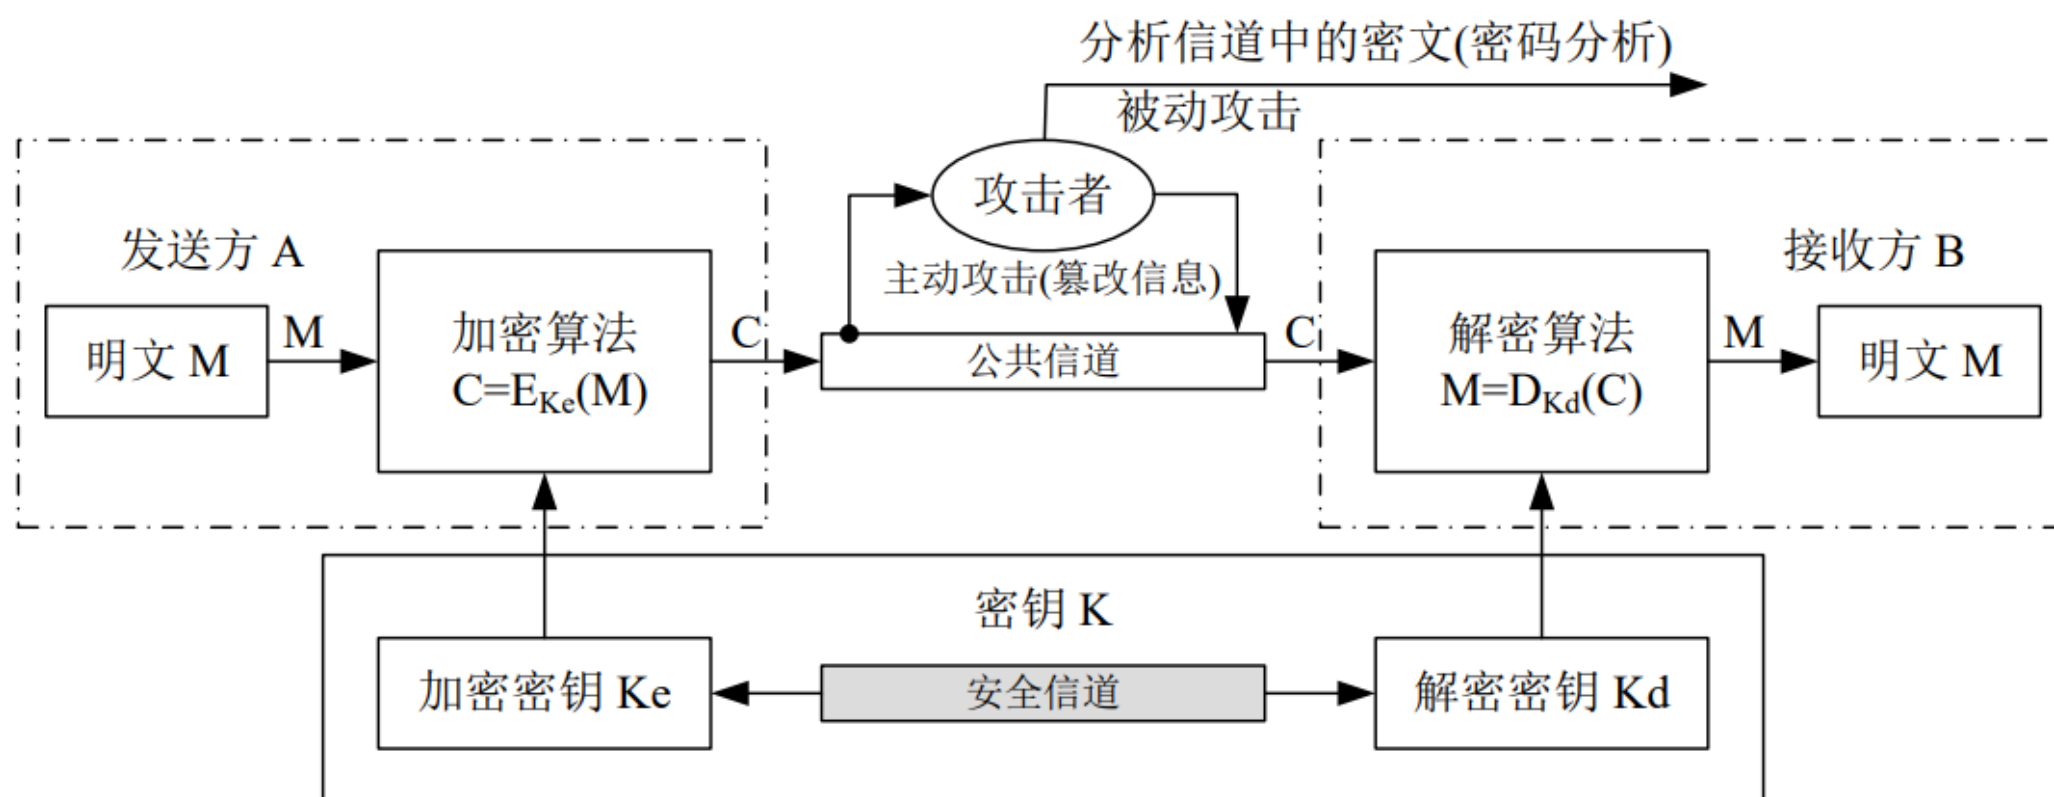 分析信道中的密文(密码分析)
被动攻击
攻击者
主动攻击(篡改信息)
发送方 A
接收方 B
明文 M
M
加密算法
C=E_Ke(M)
C
公共信道
C
解密算法
M=D_Kd(C)
M
明文 M
密钥 K
加密密钥 Ke
安全信道
解密密钥 Kd